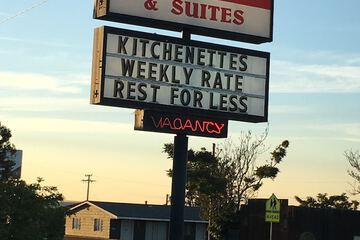 & SUITES
KITCHENETTES
WEEKLY RATE
REST FOR LESS
VACANCY